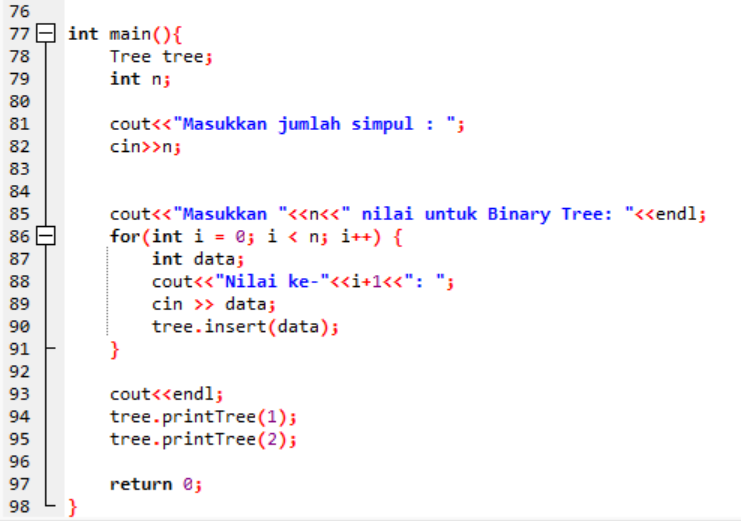 76
77 int main(){
78     Tree tree;
79     int n;
80
81     cout<<"Masukkan jumlah simpul : ";
82     cin>>n;
83
84
85     cout<<"Masukkan "<<n<<" nilai untuk Binary Tree: "<<endl;
86     for(int i = 0; i < n; i++) {
87         int data;
88         cout<<"Nilai ke-"<<i+1<<": ";
89         cin >> data;
90         tree.insert(data);
91     }
92
93     cout<<endl;
94     tree.printTree(1);
95     tree.printTree(2);
96
97     return 0;
98 }